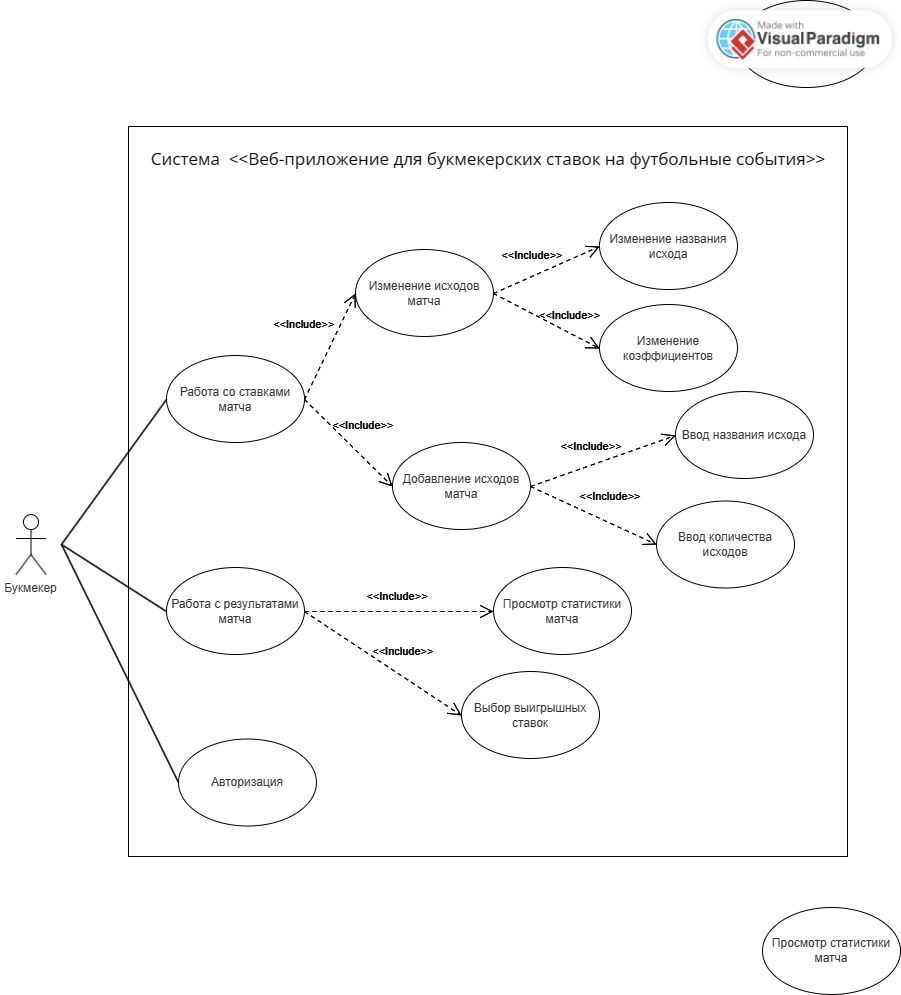 Made with
VisualParadigm
For non-commercial use
Система <<Веб-приложение для букмекерских ставок на футбольные события>>
Изменение названия
исхода
<<Include>>
Изменение исходов
матча
<<Include>>
<<Include>>
Изменение
коэффициентов
Работа со ставками
матча
<<Include>>
Ввод названия исхода
<<Include>>
Добавление исходов
матча
<<Include>>
Ввод количества
исходов
Букмекер
Работа с результатами
матча
<<Include>>
Просмотр статистики
матча
<<Include>>
Выбор выигрышных
ставок
Авторизация
Просмотр статистики
матча